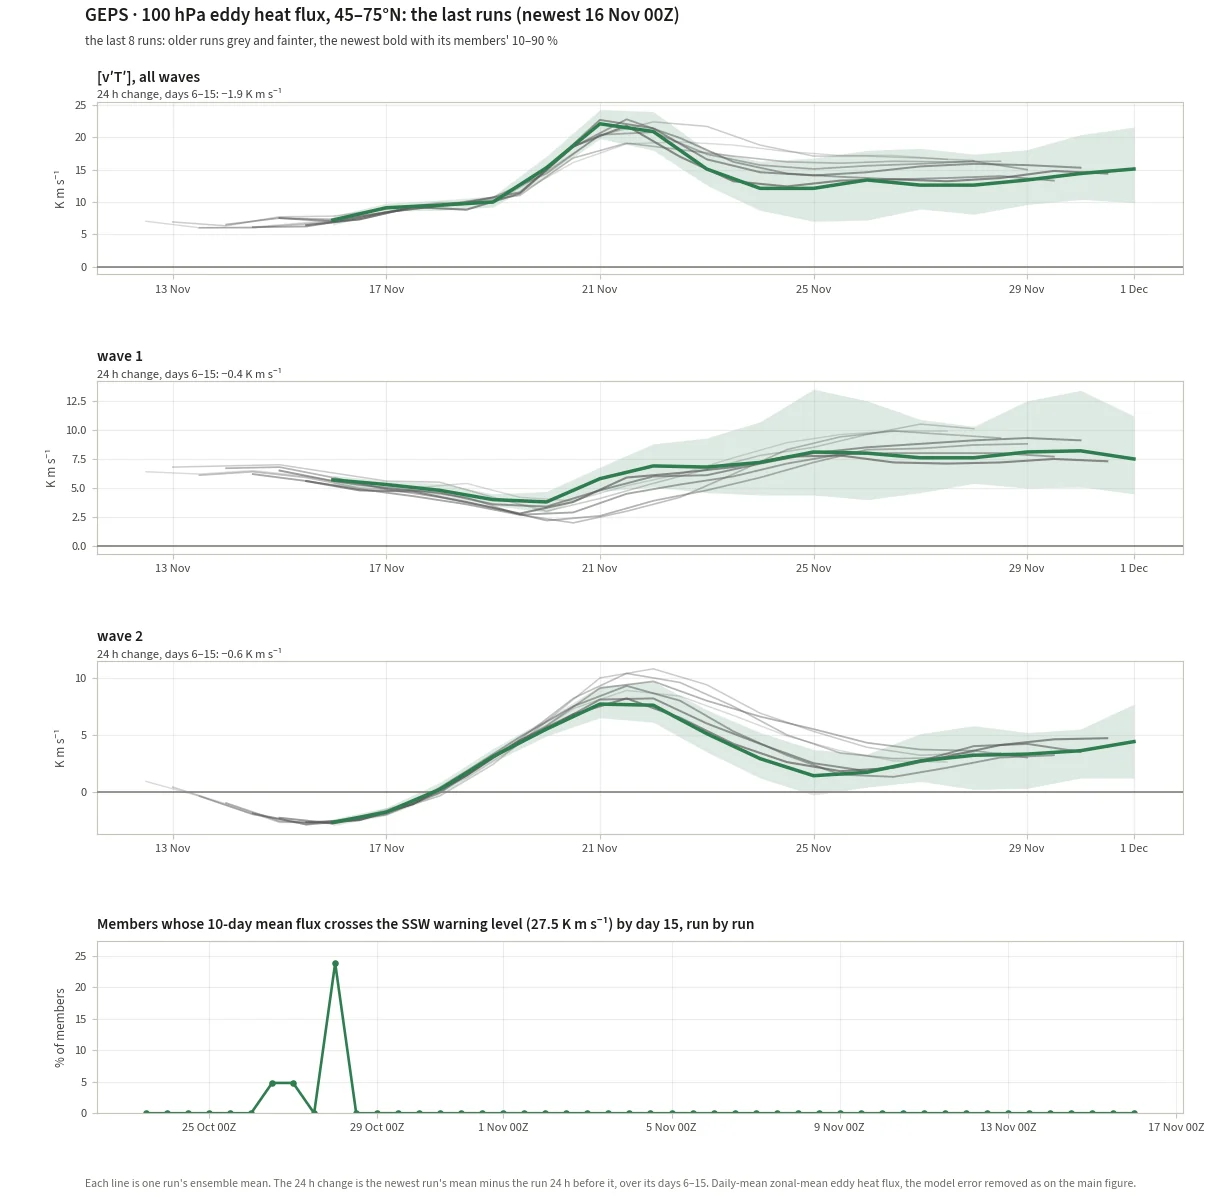 GEPS · 100 hPa eddy heat flux, 45–75°N: the last runs (newest 16 Nov 00Z)
the last 8 runs: older runs grey and fainter, the newest bold with its members' 10–90 %
[v′T′], all waves
24 h change, days 6–15: −1.9 K m s⁻¹
25
20
15
10
5
0
K m s⁻¹
13 Nov 17 Nov 21 Nov 25 Nov 29 Nov 1 Dec
wave 1
24 h change, days 6–15: −0.4 K m s⁻¹
12.5
10.0
7.5
5.0
2.5
0.0
K m s⁻¹
13 Nov 17 Nov 21 Nov 25 Nov 29 Nov 1 Dec
wave 2
24 h change, days 6–15: −0.6 K m s⁻¹
10
5
0
K m s⁻¹
13 Nov 17 Nov 21 Nov 25 Nov 29 Nov 1 Dec
Members whose 10-day mean flux crosses the SSW warning level (27.5 K m s⁻¹) by day 15, run by run
25
20
15
10
5
0
% of members
25 Oct 00Z 29 Oct 00Z 1 Nov 00Z 5 Nov 00Z 9 Nov 00Z 13 Nov 00Z 17 Nov 00Z
Each line is one run's ensemble mean. The 24 h change is the newest run's mean minus the run 24 h before it, over its days 6–15. Daily-mean zonal-mean eddy heat flux, the model error removed as on the main figure.